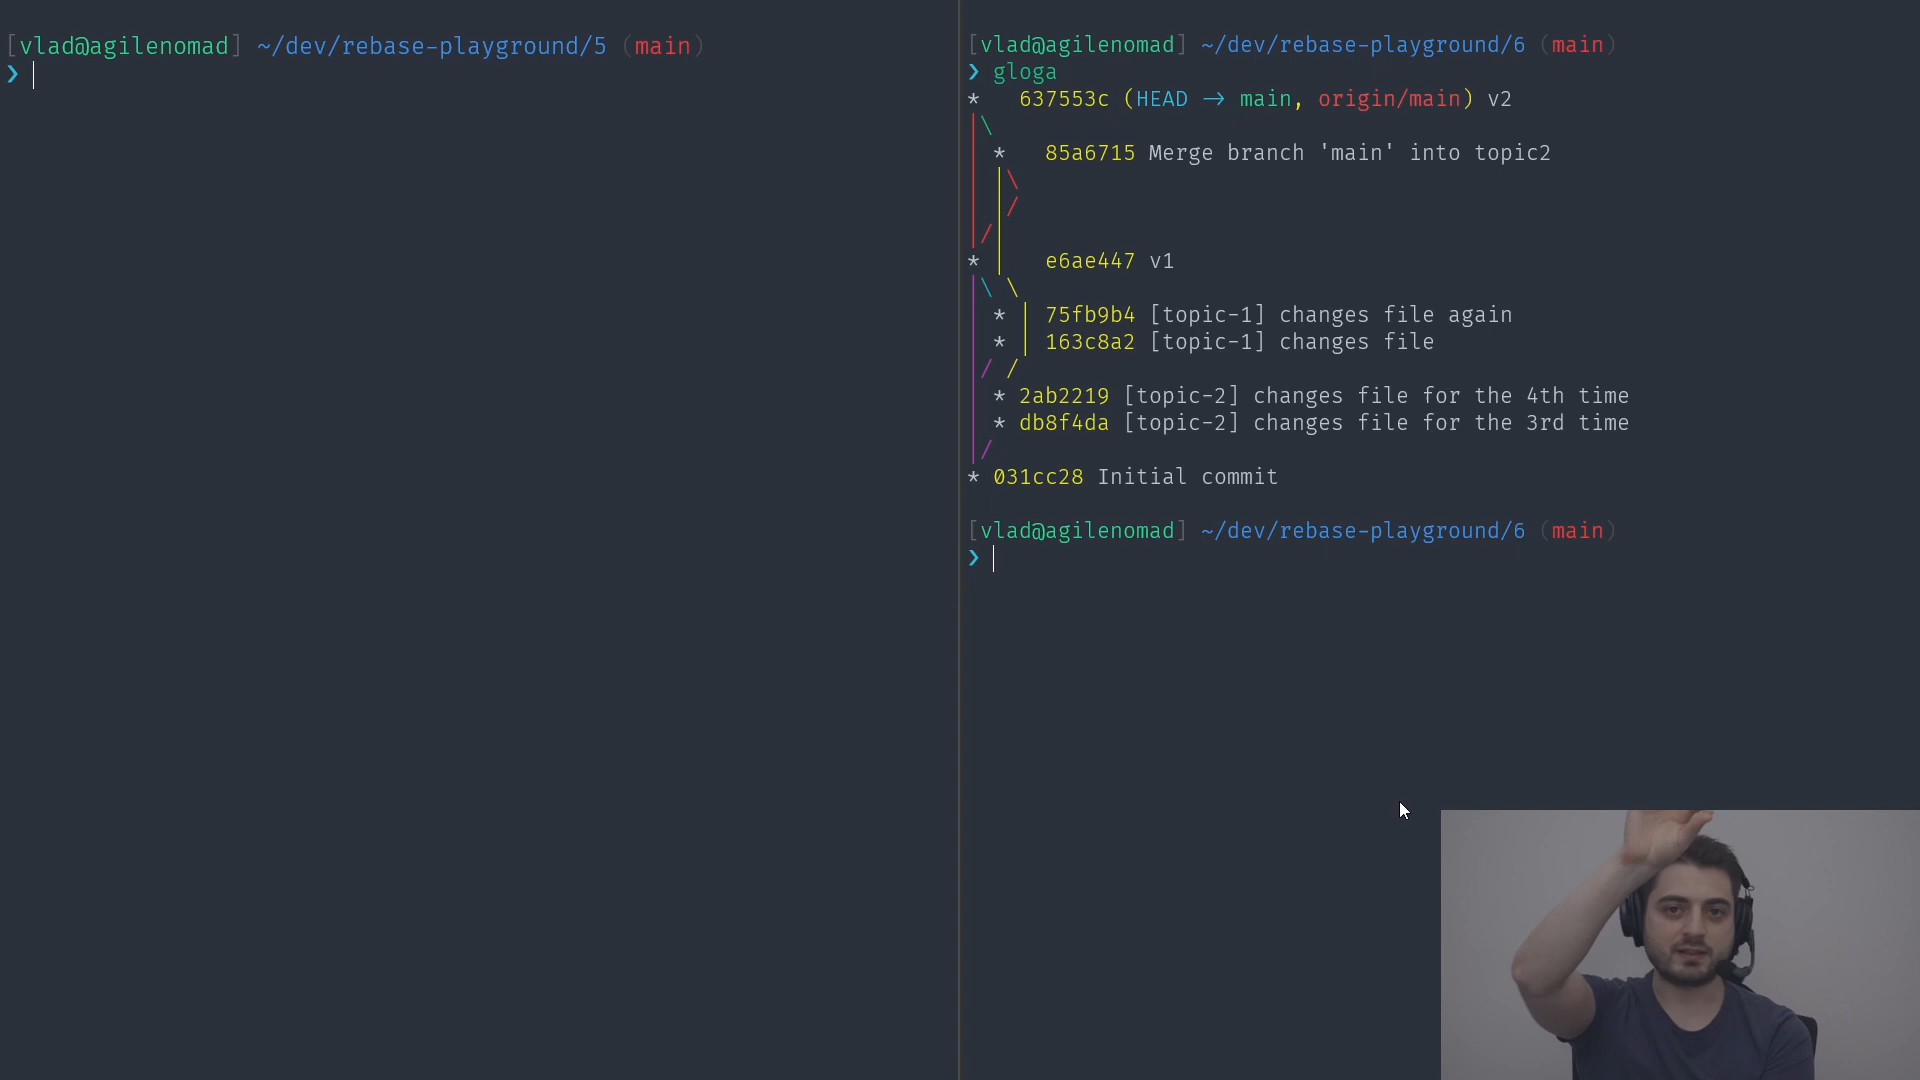 [vlad@agilenomad] ~/dev/rebase-playground/5 (main)
❯
[vlad@agilenomad] ~/dev/rebase-playground/6 (main)
❯ gloga
*   637553c (HEAD -> main, origin/main) v2
|\
| *   85a6715 Merge branch 'main' into topic2
| |\
| |/
|/|
* |   e6ae447 v1
|\ \
| * | 75fb9b4 [topic-1] changes file again
| * | 163c8a2 [topic-1] changes file
|/ /
| * 2ab2219 [topic-2] changes file for the 4th time
| * db8f4da [topic-2] changes file for the 3rd time
|/
* 031cc28 Initial commit
[vlad@agilenomad] ~/dev/rebase-playground/6 (main)
❯